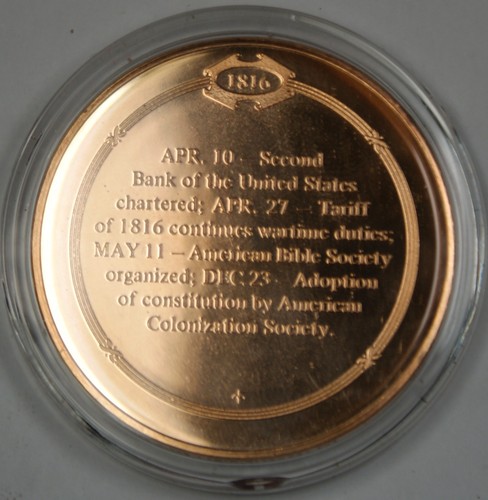 1816
APR. 10 – Second
Bank of the United States
chartered; APR. 27 – Tariff
of 1816 continues wartime duties;
MAY 11 – American Bible Society
organized; DEC 23 – Adoption
of constitution by American
Colonization Society.